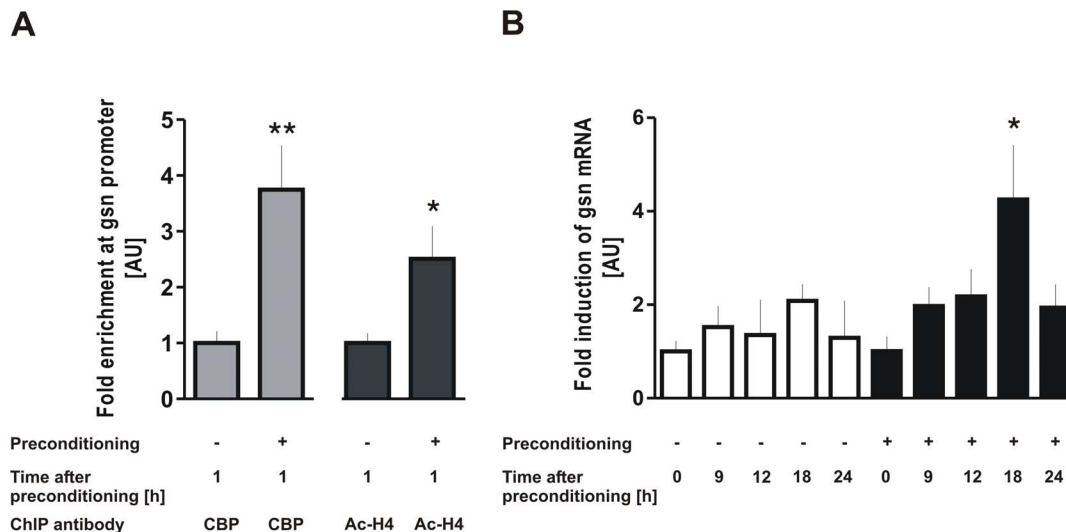 A
B
Fold enrichment at gsn promoter
[AU]
5
4
3
2
1
0
**
*
Preconditioning - + - +
Time after
preconditioning [h] 1 1 1 1
ChIP antibody CBP CBP Ac-H4 Ac-H4
Fold induction of gsn mRNA
[AU]
6
4
2
0
*
Preconditioning - - - - - + + + + +
Time after
preconditioning [h] 0 9 12 18 24 0 9 12 18 24